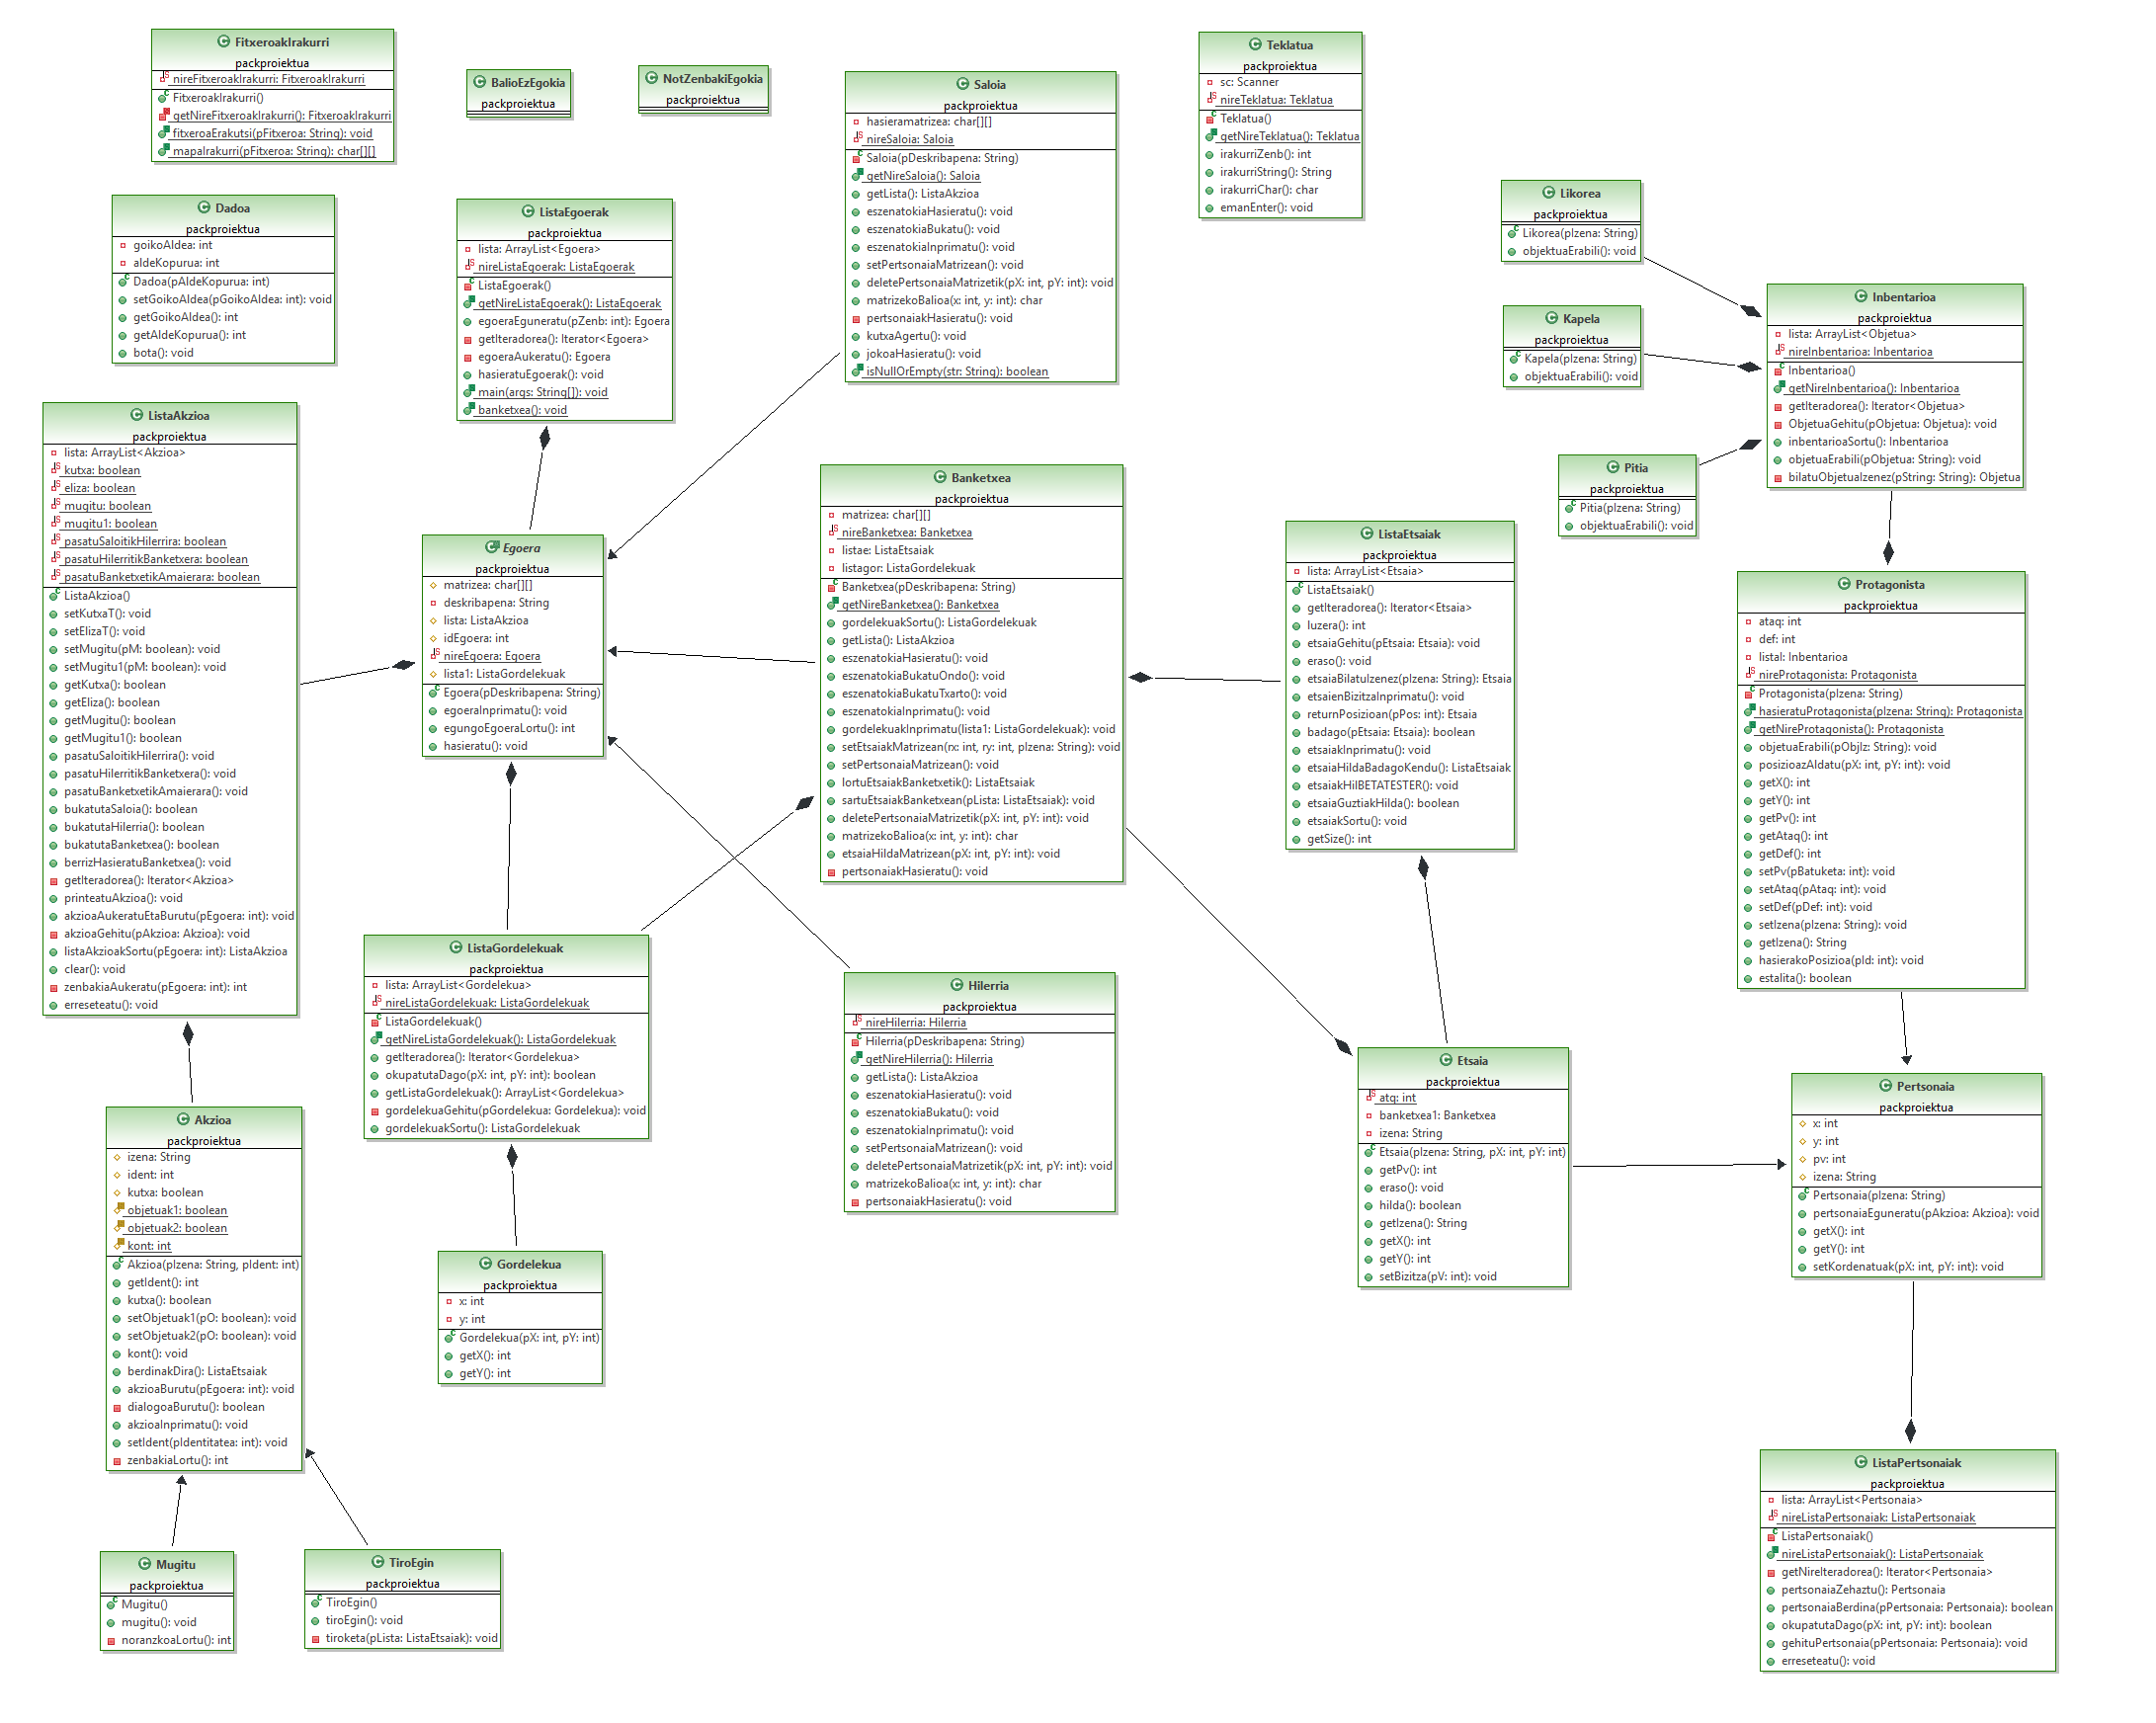 FitxeroakIrakurri
packproiektua
nireFitxeroakIrakurri: FitxeroakIrakurri
FitxeroakIrakurri()
getNireFitxeroakIrakurri(): FitxeroakIrakurri
fitxeroaErakutsi(pFitxeroa: String): void
mapaIrakurri(pFitxeroa: String): char[][]
BalioEzEgokia
packproiektua
NotZenbakiEgokia
packproiektua
Saloia
packproiektua
hasieramatrizea: char[][]
nireSaloia: Saloia
Saloia(pDeskribapena: String)
getNireSaloia(): Saloia
getLista(): ListaAkzioa
eszenatokiaHasieratu(): void
eszenatokiaBukatu(): void
eszenatokiaInprimatu(): void
setPertsonaiaMatrizean(): void
deletePertsonaiaMatrizetik(pX: int, pY: int): void
matrizekoBalioa(x: int, y: int): char
pertsonaiakHasieratu(): void
kutxaAgertu(): void
jokoaHasieratu(): void
isNullOrEmpty(str: String): boolean
Teklatua
packproiektua
sc: Scanner
nireTeklatua: Teklatua
Teklatua()
getNireTeklatua(): Teklatua
irakurriZenb(): int
irakurriString(): String
irakurriChar(): char
emanEnter(): void
Likorea
packproiektua
Likorea(pIzena: String)
objektuaErabili(): void
Dadoa
packproiektua
goikoAldea: int
aldeKopurua: int
Dadoa(pAldeKopurua: int)
setGoikoAldea(pGoikoAldea: int): void
getGoikoAldea(): int
getAldeKopurua(): int
bota(): void
ListaEgoerak
packproiektua
lista: ArrayList<Egoera>
nireListaEgoerak: ListaEgoerak
ListaEgoerak()
getNireListaEgoerak(): ListaEgoerak
egoeraEguneratu(pZenb: int): Egoera
getIteradorea(): Iterator<Egoera>
egoeraAukeratu(): Egoera
hasieratuEgoerak(): void
main(args: String[]): void
banketxea(): void
Kapela
packproiektua
Kapela(pIzena: String)
objektuaErabili(): void
Inbentarioa
packproiektua
lista: ArrayList<Objetua>
nireInbentarioa: Inbentarioa
Inbentarioa()
getNireInbentarioa(): Inbentarioa
getIteradorea(): Iterator<Objetua>
ObjetuaGehitu(pObjetua: Objetua): void
inbentarioaSortu(): Inbentarioa
objetuaErabili(pObjetua: String): void
bilatuObjetuaIzenez(pString: String): Objetua
Pitia
packproiektua
Pitia(pIzena: String)
objektuaErabili(): void
ListaAkzioa
packproiektua
lista: ArrayList<Akzioa>
kutxa: boolean
eliza: boolean
mugitu: boolean
mugitu1: boolean
pasatuSaloitikHilerrira: boolean
pasatuHilerritikBanketxera: boolean
pasatuBanketxetikAmaierara: boolean
ListaAkzioa()
setKutxaT(): void
setElizaT(): void
setMugitu(pM: boolean): void
setMugitu1(pM: boolean): void
getKutxa(): boolean
getEliza(): boolean
getMugitu(): boolean
getMugitu1(): boolean
pasatuSaloitikHilerrira(): void
pasatuHilerritikBanketxera(): void
pasatuBanketxetikAmaierara(): void
bukatutaSaloia(): boolean
bukatutaHilerria(): boolean
bukatutaBanketxea(): boolean
berrizHasieratuBanketxea(): void
getIteradorea(): Iterator<Akzioa>
printeatuAkzioa(): void
akzioaAukeratuEtaBurutu(pEgoera: int): void
akzioaGehitu(pAkzioa: Akzioa): void
listaAkzioakSortu(pEgoera: int): ListaAkzioa
clear(): void
zenbakiaAukeratu(pEgoera: int): int
erreseteatu(): void
Egoera
packproiektua
matrizea: char[][]
deskribapena: String
lista: ListaAkzioa
idEgoera: int
nireEgoera: Egoera
lista1: ListaGordelekuak
Egoera(pDeskribapena: String)
egoeraInprimatu(): void
egungoEgoeraLortu(): int
hasieratu(): void
Banketxea
packproiektua
matrizea: char[][]
nireBanketxea: Banketxea
listae: ListaEtsaiak
listagor: ListaGordelekuak
Banketxea(pDeskribapena: String)
getNireBanketxea(): Banketxea
gordelekuakSortu(): ListaGordelekuak
getLista(): ListaAkzioa
eszenatokiaHasieratu(): void
eszenatokiaBukatuOndo(): void
eszenatokiaBukatuTxarto(): void
eszenatokiaInprimatu(): void
gordelekuakInprimatu(lista1: ListaGordelekuak): void
setEtsaiakMatrizean(rx: int, ry: int, pIzena: String): void
setPertsonaiaMatrizean(): void
lortuEtsaiakBanketxetik(): ListaEtsaiak
sartuEtsaiakBanketxean(pLista: ListaEtsaiak): void
deletePertsonaiaMatrizetik(pX: int, pY: int): void
matrizekoBalioa(x: int, y: int): char
etsaiaHildaMatrizean(pX: int, pY: int): void
pertsonaiakHasieratu(): void
ListaEtsaiak
packproiektua
lista: ArrayList<Etsaia>
ListaEtsaiak()
getIteradorea(): Iterator<Etsaia>
luzera(): int
etsaiaGehitu(pEtsaia: Etsaia): void
eraso(): void
etsaiaBilatuIzenez(pIzena: String): Etsaia
etsaienBizitzaInprimatu(): void
returnPosizioan(pPos: int): Etsaia
badago(pEtsaia: Etsaia): boolean
etsaiakInprimatu(): void
etsaiaHildaBadagoKendu(): ListaEtsaiak
etsaiakHilBETATESTER(): void
etsaiaGuztiakHilda(): boolean
etsaiakSortu(): void
getSize(): int
Protagonista
packproiektua
ataq: int
def: int
listaI: Inbentarioa
nireProtagonista: Protagonista
Protagonista(pIzena: String)
hasieratuProtagonista(pIzena: String): Protagonista
getNireProtagonista(): Protagonista
objetuaErabili(pObjIz: String): void
posizioazAldatu(pX: int, pY: int): void
getX(): int
getY(): int
getPv(): int
getAtaq(): int
getDef(): int
setPv(pBatuketa: int): void
setAtaq(pAtaq: int): void
setDef(pDef: int): void
setIzena(pIzena: String): void
getIzena(): String
hasierakoPosizioa(pId: int): void
estalita(): boolean
ListaGordelekuak
packproiektua
lista: ArrayList<Gordelekua>
nireListaGordelekuak: ListaGordelekuak
ListaGordelekuak()
getNireListaGordelekuak(): ListaGordelekuak
getIteradorea(): Iterator<Gordelekua>
okupatutaDago(pX: int, pY: int): boolean
getListaGordelekuak(): ArrayList<Gordelekua>
gordelekuaGehitu(pGordelekua: Gordelekua): void
gordelekuakSortu(): ListaGordelekuak
Hilerria
packproiektua
nireHilerria: Hilerria
Hilerria(pDeskribapena: String)
getNireHilerria(): Hilerria
getLista(): ListaAkzioa
eszenatokiaHasieratu(): void
eszenatokiaBukatu(): void
eszenatokiaInprimatu(): void
setPertsonaiaMatrizean(): void
deletePertsonaiaMatrizetik(pX: int, pY: int): void
matrizekoBalioa(x: int, y: int): char
pertsonaiakHasieratu(): void
Etsaia
packproiektua
atq: int
banketxea1: Banketxea
izena: String
Etsaia(pIzena: String, pX: int, pY: int)
getPv(): int
eraso(): void
hilda(): boolean
getIzena(): String
getX(): int
getY(): int
setBizitza(pV: int): void
Pertsonaia
packproiektua
x: int
y: int
pv: int
izena: String
Pertsonaia(pIzena: String)
pertsonaiaEguneratu(pAkzioa: Akzioa): void
getX(): int
getY(): int
setKordenatuak(pX: int, pY: int): void
Akzioa
packproiektua
izena: String
ident: int
kutxa: boolean
objetuak1: boolean
objetuak2: boolean
kont: int
Akzioa(pIzena: String, pIdent: int)
getIdent(): int
kutxa(): boolean
setObjetuak1(pO: boolean): void
setObjetuak2(pO: boolean): void
kont(): void
berdinakDira(): ListaEtsaiak
akzioaBurutu(pEgoera: int): void
dialogoaBurutu(): boolean
akzioaInprimatu(): void
setIdent(pIdentitatea: int): void
zenbakiaLortu(): int
Gordelekua
packproiektua
x: int
y: int
Gordelekua(pX: int, pY: int)
getX(): int
getY(): int
ListaPertsonaiak
packproiektua
lista: ArrayList<Pertsonaia>
nireListaPertsonaiak: ListaPertsonaiak
ListaPertsonaiak()
nireListaPertsonaiak(): ListaPertsonaiak
getNireIteradorea(): Iterator<Pertsonaia>
pertsonaiaZehaztu(): Pertsonaia
pertsonaiaBerdina(pPertsonaia: Pertsonaia): boolean
okupatutaDago(pX: int, pY: int): boolean
gehituPertsonaia(pPertsonaia: Pertsonaia): void
erreseteatu(): void
Mugitu
packproiektua
Mugitu()
mugitu(): void
noranzkoaLortu(): int
TiroEgin
packproiektua
TiroEgin()
tiroEgin(): void
tiroketa(pLista: ListaEtsaiak): void